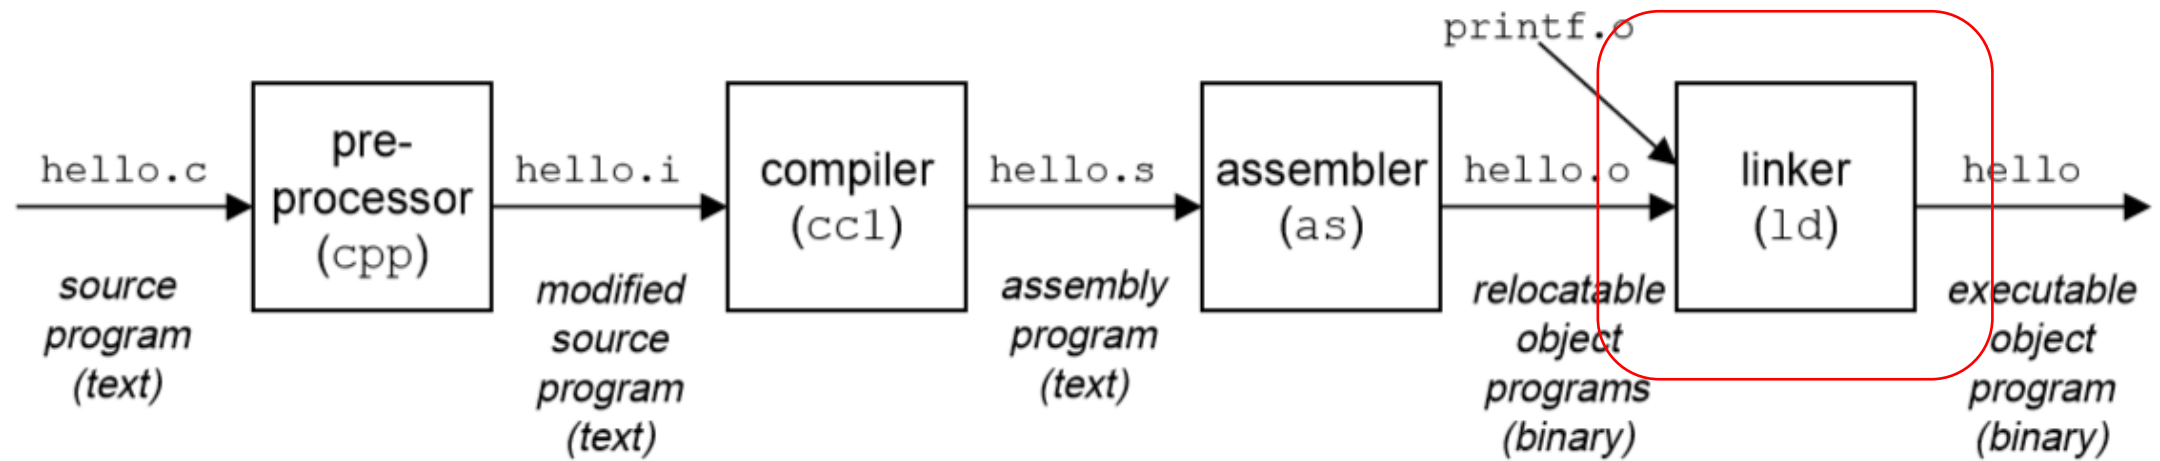 printf.o
hello.c
pre-
processor
(cpp)
hello.i
compiler
(cc1)
hello.s
assembler
(as)
hello.o
linker
(ld)
hello
source
program
(text)
modified
source
program
(text)
assembly
program
(text)
relocatable
object
programs
(binary)
executable
object
program
(binary)